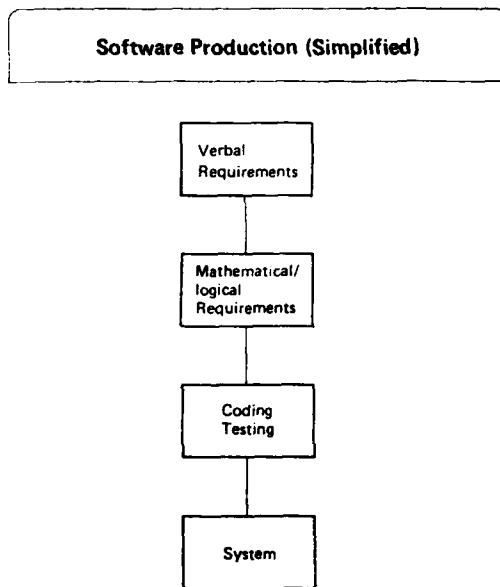 Software Production (Simplified)
Verbal
Requirements
Mathematical/
logical
Requirements
Coding
Testing
System